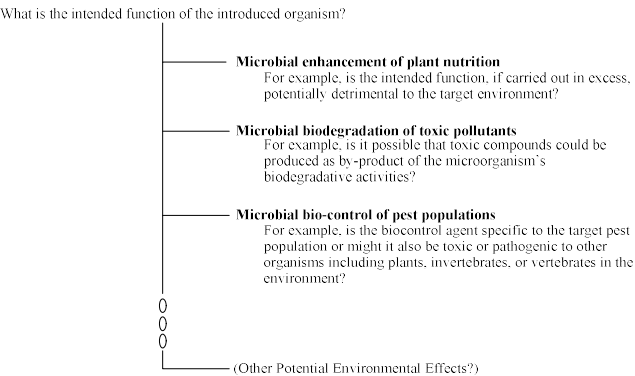 What is the intended function of the introduced organism?
Microbial enhancement of plant nutrition
For example, is the intended function, if carried out in excess,
potentially detrimental to the target environment?
Microbial biodegradation of toxic pollutants
For example, is it possible that toxic compounds could be
produced as by-product of the microorganism`s
biodegradative activities?
Microbial bio-control of pest populations
For example, is the biocontrol agent specific to the target pest
population or might it also be toxic or pathogenic to other
organisms including plants, invertebrates, or vertebrates in the
environment?
(Other Potential Environmental Effects?)